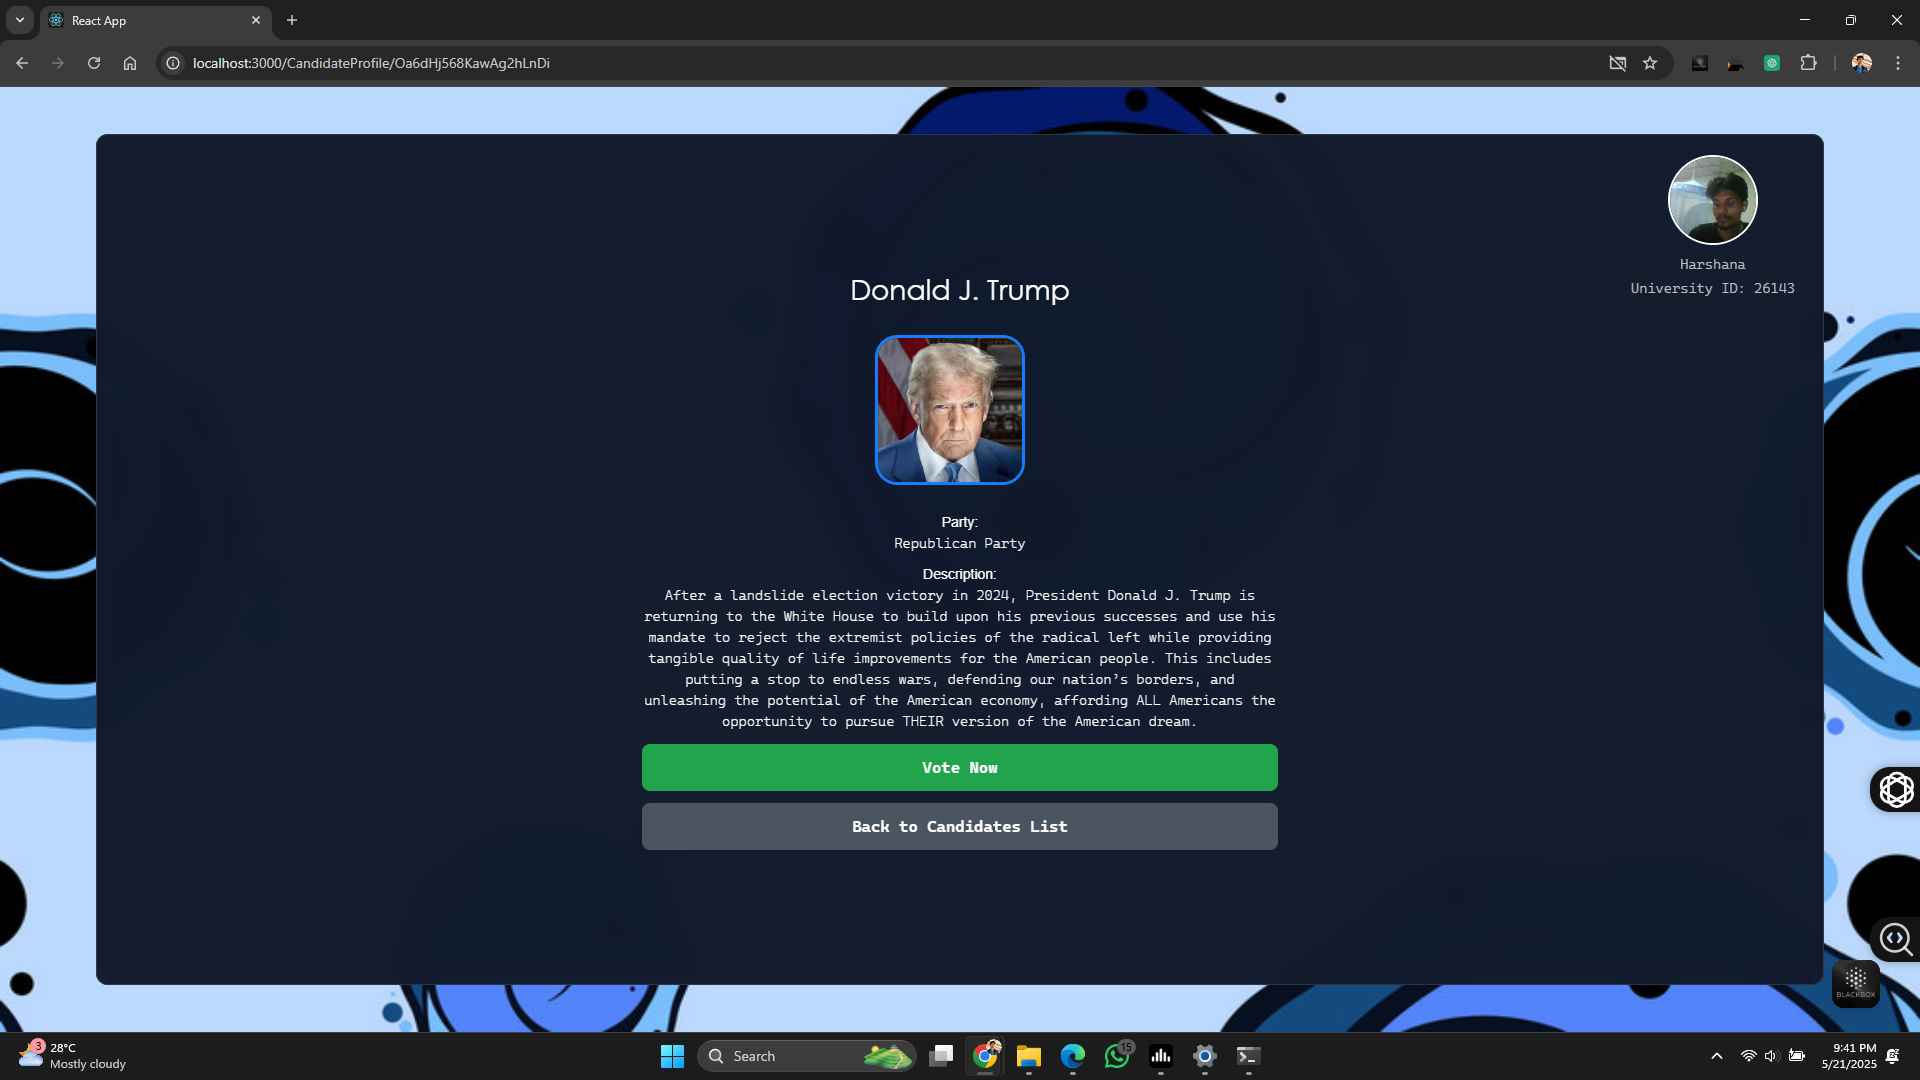 React App
localhost:3000/CandidateProfile/Oa6dHj568KawAg2hLnDi
Harshana
University ID: 26143
Donald J. Trump
Party:
Republican Party
Description:
After a landslide election victory in 2024, President Donald J. Trump is
returning to the White House to build upon his previous successes and use his
mandate to reject the extremist policies of the radical left while providing
tangible quality of life improvements for the American people. This includes
putting a stop to endless wars, defending our nation’s borders, and
unleashing the potential of the American economy, affording ALL Americans the
opportunity to pursue THEIR version of the American dream.
Vote Now
Back to Candidates List
BLACKBOX
3
28°C
Mostly cloudy
Search
15
9:41 PM
5/21/2025